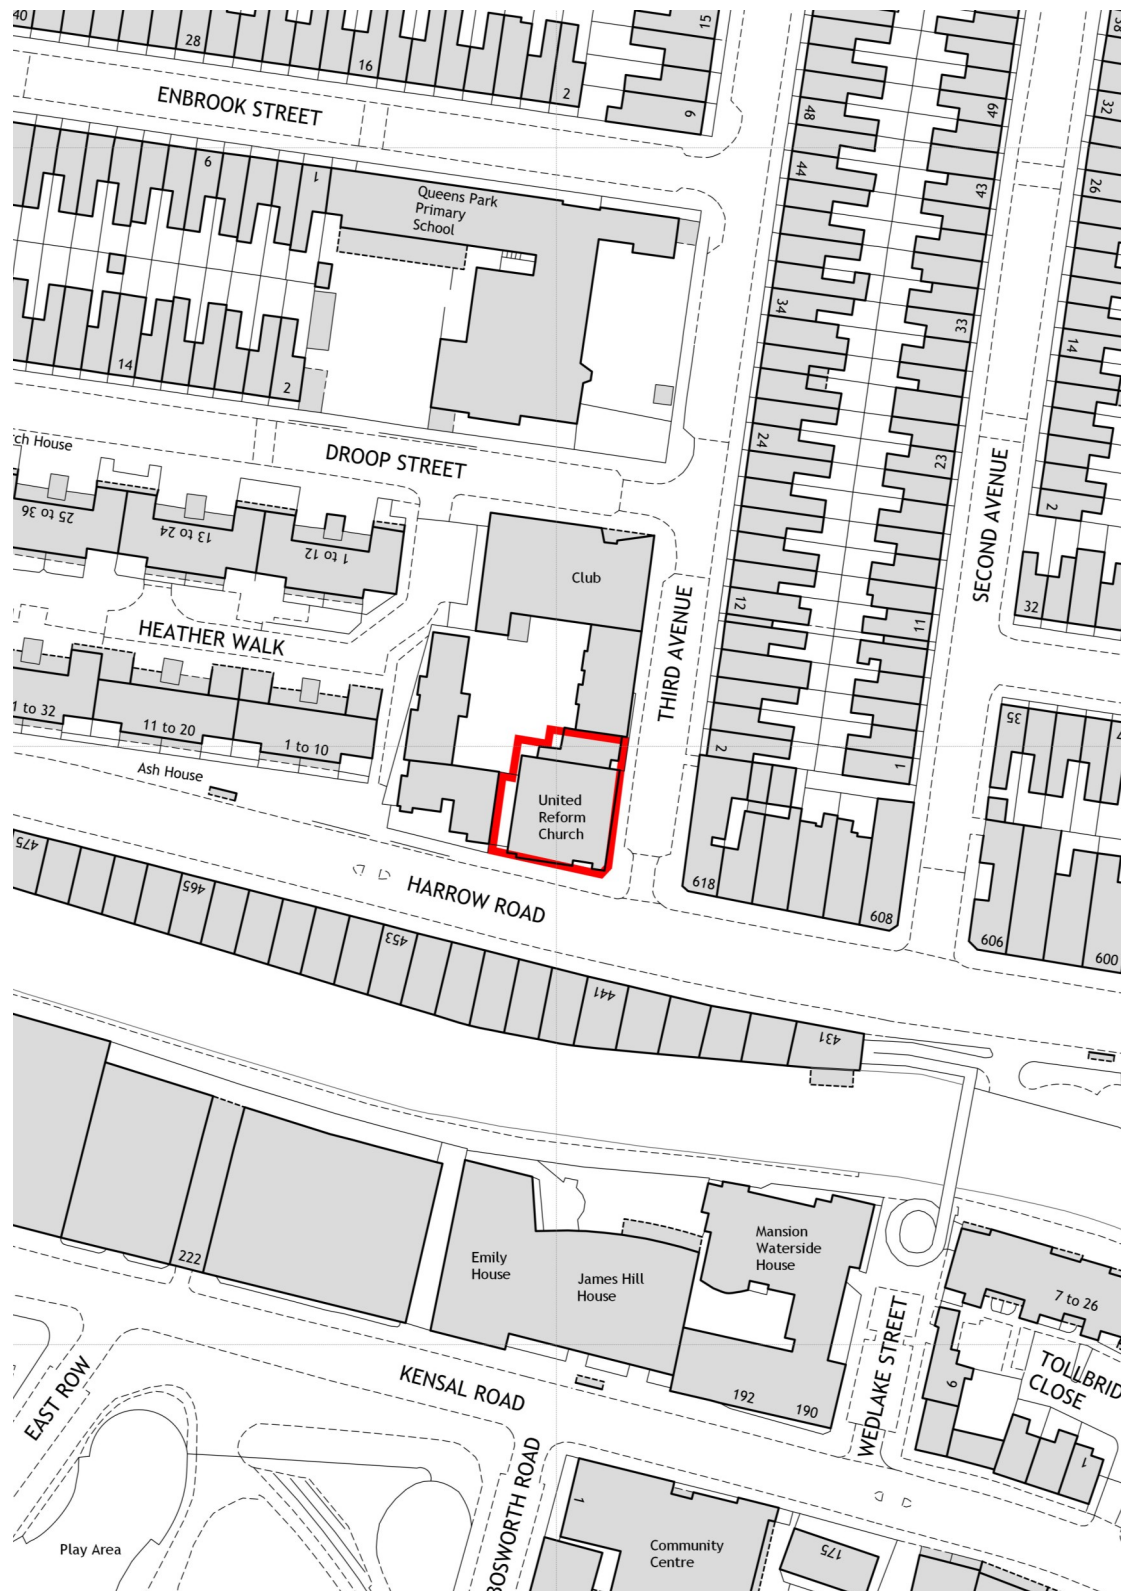 40
28
16
2
15
9
ENBROOK STREET
48
49
32
44
43
26
6
1
Queens Park
Primary
School
34
33
14
14
2
24
23
2
ch House
DROOP STREET
SECOND AVENUE
25 to 36
13 to 24
1 to 12
Club
12
11
32
HEATHER WALK
THIRD AVENUE
1 to 32
11 to 20
1 to 10
2
1
35
Ash House
United
Reform
Church
475
465
453
HARROW ROAD
618
608
606
600
441
431
222
Emily
House
James Hill
House
Mansion
Waterside
House
7 to 26
WEDLAKE STREET
TOLLBRID
CLOSE
9
1
EAST ROW
KENSAL ROAD
192
190
BOSWORTH ROAD
1
Play Area
Community
Centre
175